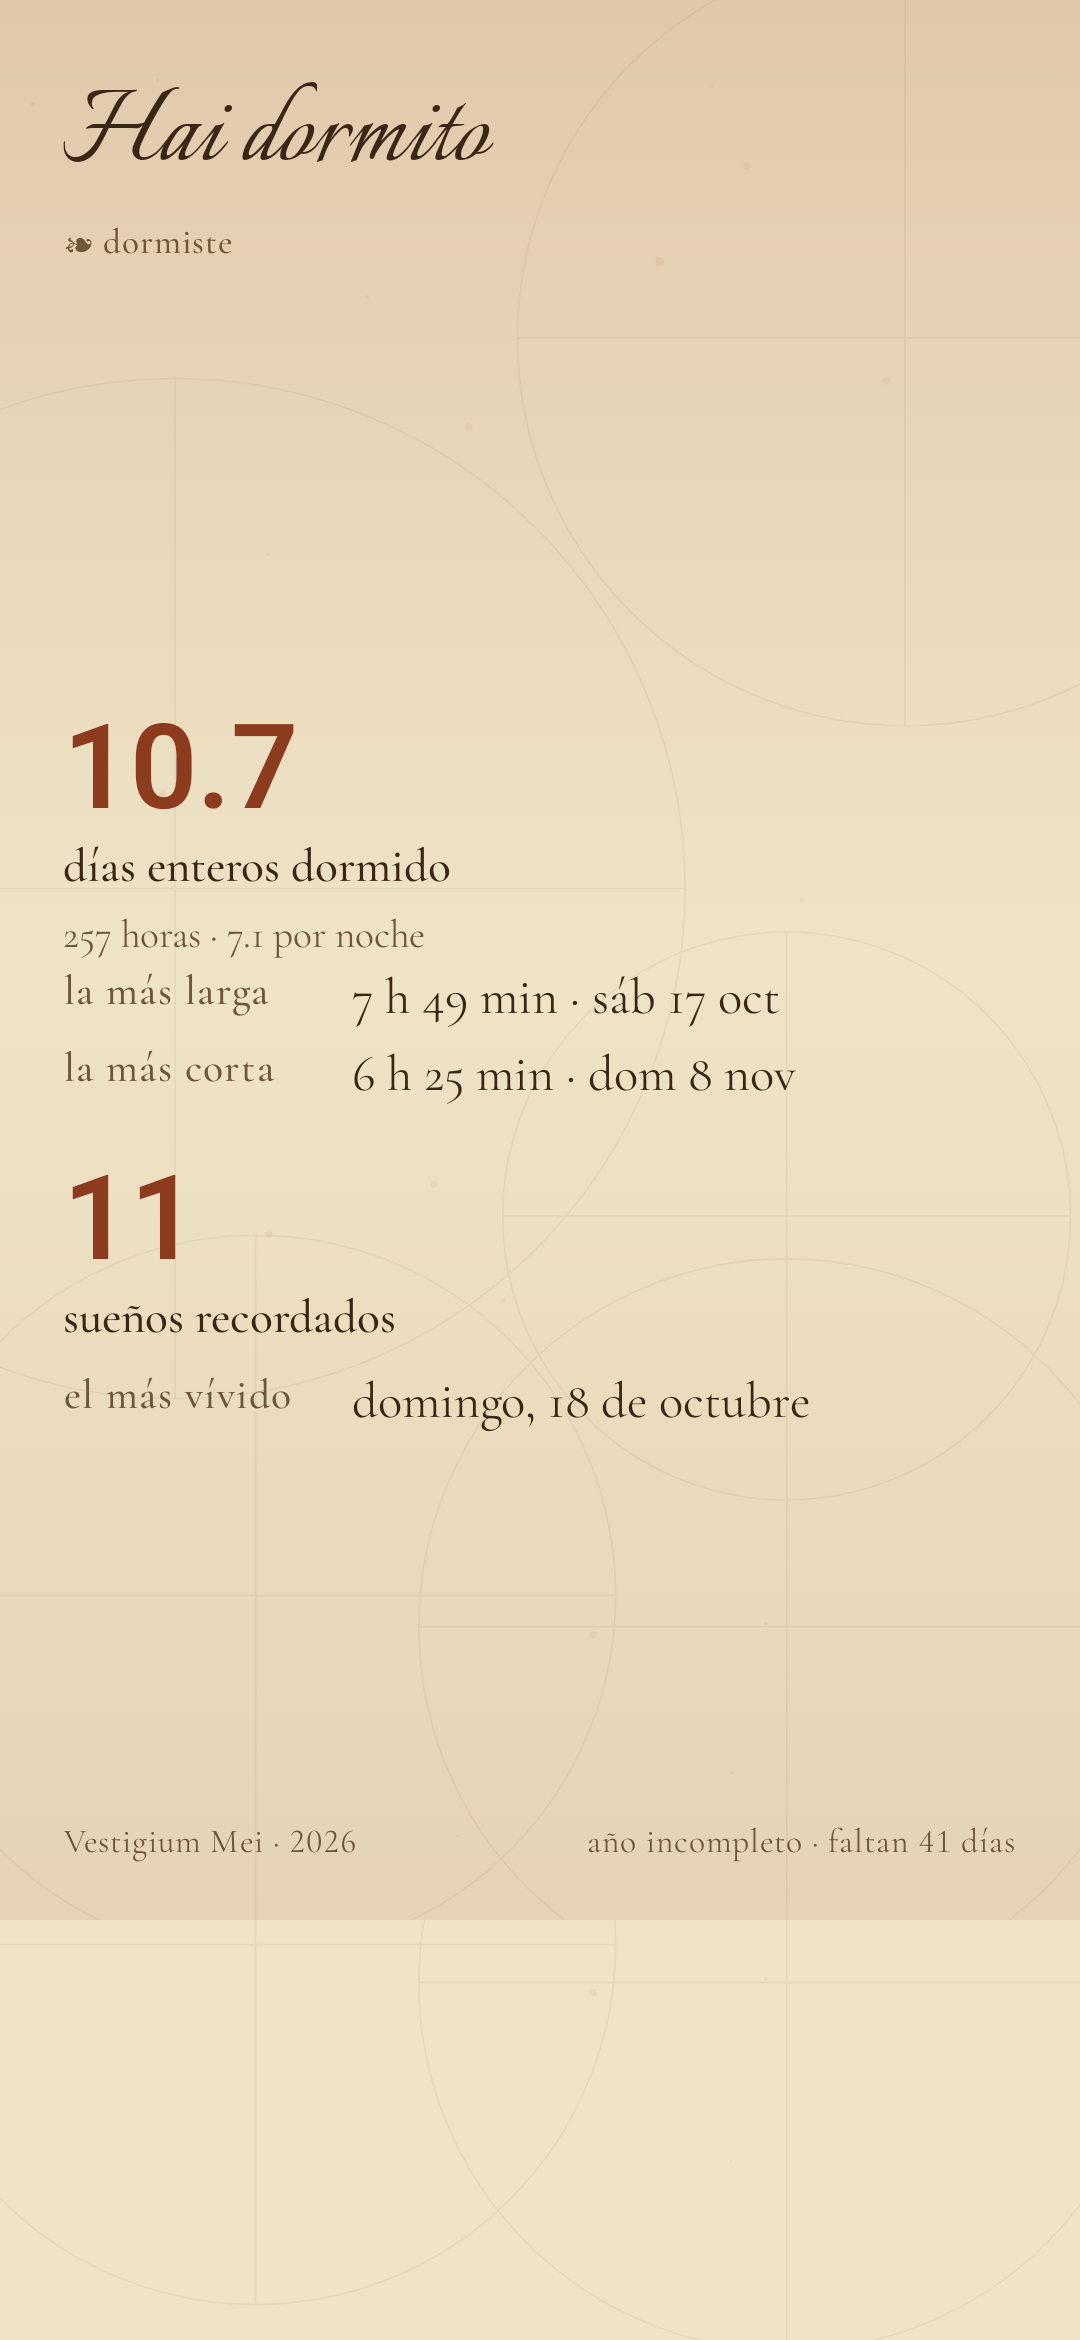 Hai dormito
❧ dormiste
10.7
días enteros dormido
257 horas · 7.1 por noche
la más larga 7 h 49 min · sáb 17 oct
la más corta 6 h 25 min · dom 8 nov
11
sueños recordados
el más vívido domingo, 18 de octubre
Vestigium Mei · 2026 año incompleto · faltan 41 días